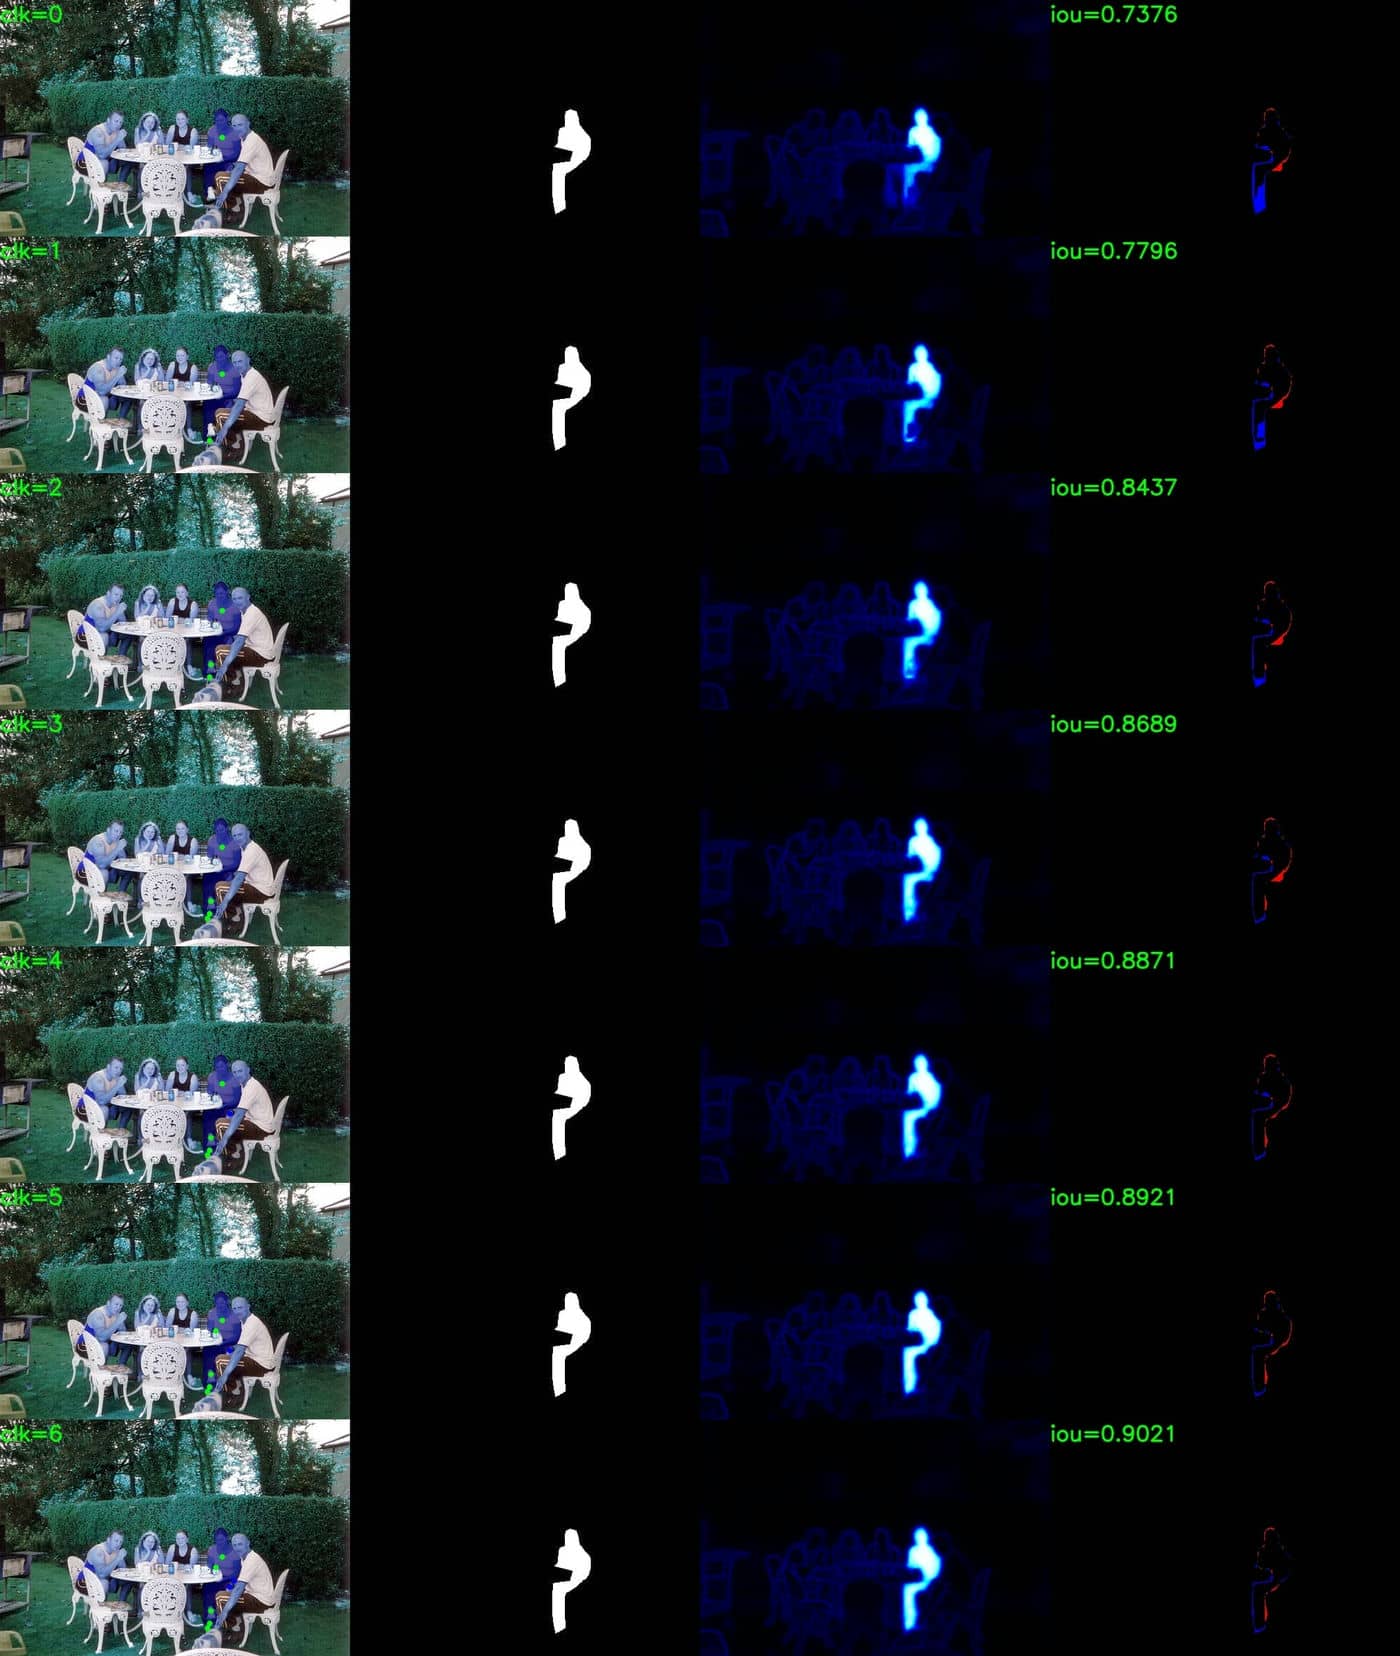 clk=0
iou=0.7376
clk=1
iou=0.7796
clk=2
iou=0.8437
clk=3
iou=0.8689
clk=4
iou=0.8871
clk=5
iou=0.8921
clk=6
iou=0.9021